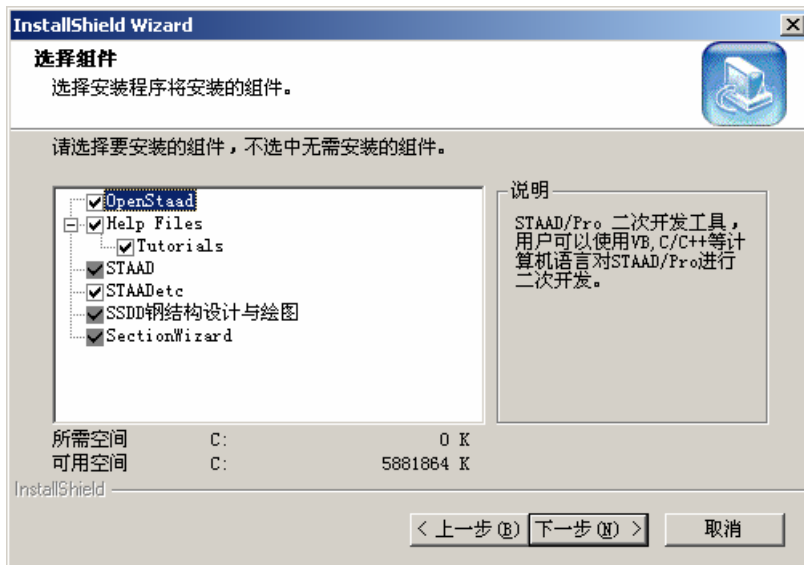 InstallShield Wizard
选择组件
选择安装程序将安装的组件。
请选择要安装的组件，不选中无需安装的组件。
OpenStaad
Help Files
Tutorials
STAAD
STAADetc
SSDD钢结构设计与绘图
SectionWizard
说明
STAAD/Pro 二次开发工具，
用户可以使用VB,C/C++等计
算机语言对STAAD/Pro进行
二次开发。
所需空间 C: 0 K
可用空间 C: 5881864 K
InstallShield
< 上一步(B) 下一步(N) > 取消